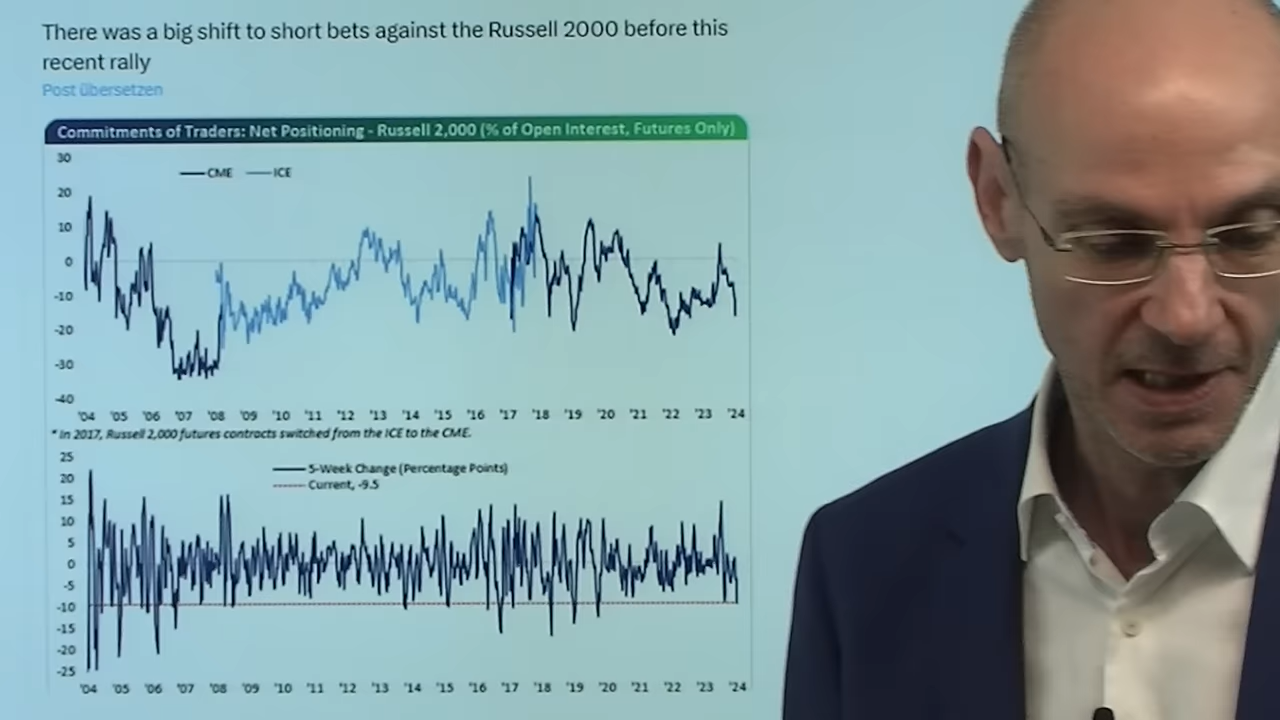 There was a big shift to short bets against the Russell 2000 before this
recent rally
Post übersetzen
Commitments of Traders: Net Positioning - Russell 2,000 (% of Open Interest, Futures Only)
30
CME ICE
20
10
0
-10
-20
-30
-40
'04 '05 '06 '07 '08 '09 '10 '11 '12 '13 '14 '15 '16 '17 '18 '19 '20 '21 '22 '23 '24
* In 2017, Russell 2,000 futures contracts switched from the ICE to the CME.
25
5-Week Change (Percentage Points)
20
Current, -9.5
15
10
5
0
-5
-10
-15
-20
-25
'04 '05 '06 '07 '08 '09 '10 '11 '12 '13 '14 '15 '16 '17 '18 '19 '20 '21 '22 '23 '24